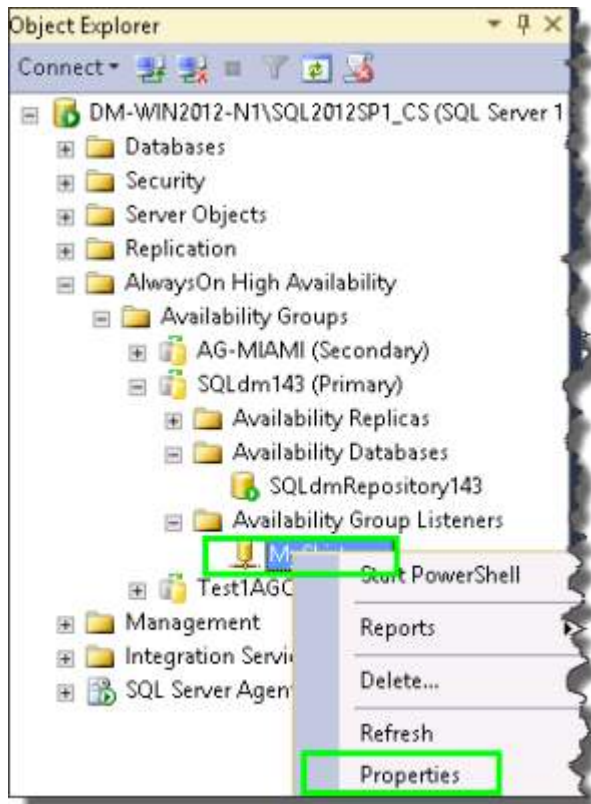 Object Explorer
Connect
DM-WIN2012-N1\SQL2012SP1_CS (SQL Server 1
Databases
Security
Server Objects
Replication
AlwaysOn High Availability
Availability Groups
AG-MIAMI (Secondary)
SQLdm143 (Primary)
Availability Replicas
Availability Databases
SQLdmRepository143
Availability Group Listeners
Start PowerShell
Test1AGC
Management
Reports
Integration Servi
Delete...
SQL Server Agen
Refresh
Properties